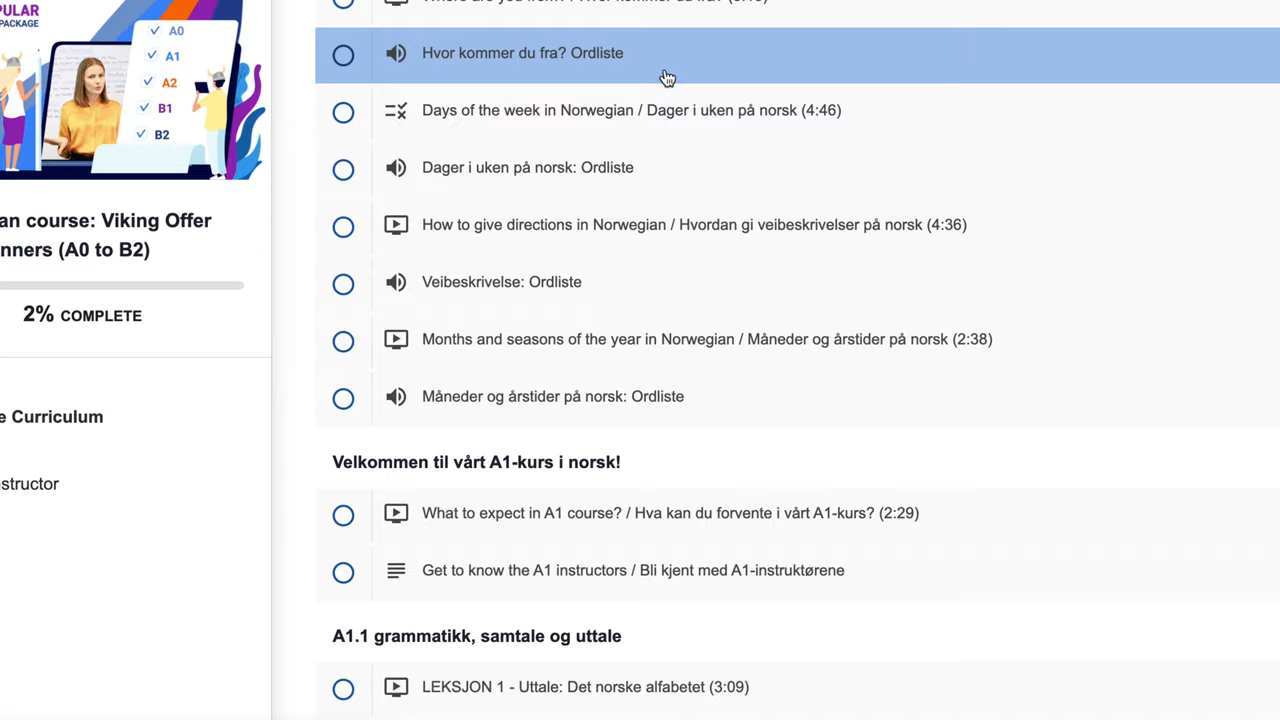 PULAR
PACKAGE
A0
A1
A2
B1
B2
an course: Viking Offer
nners (A0 to B2)
2% COMPLETE
e Curriculum
structor
Hvor kommer du fra? Ordliste
Days of the week in Norwegian / Dager i uken på norsk (4:46)
Dager i uken på norsk: Ordliste
How to give directions in Norwegian / Hvordan gi veibeskrivelser på norsk (4:36)
Veibeskrivelse: Ordliste
Months and seasons of the year in Norwegian / Måneder og årstider på norsk (2:38)
Måneder og årstider på norsk: Ordliste
Velkommen til vårt A1-kurs i norsk!
What to expect in A1 course? / Hva kan du forvente i vårt A1-kurs? (2:29)
Get to know the A1 instructors / Bli kjent med A1-instruktørene
A1.1 grammatikk, samtale og uttale
LEKSJON 1 - Uttale: Det norske alfabetet (3:09)